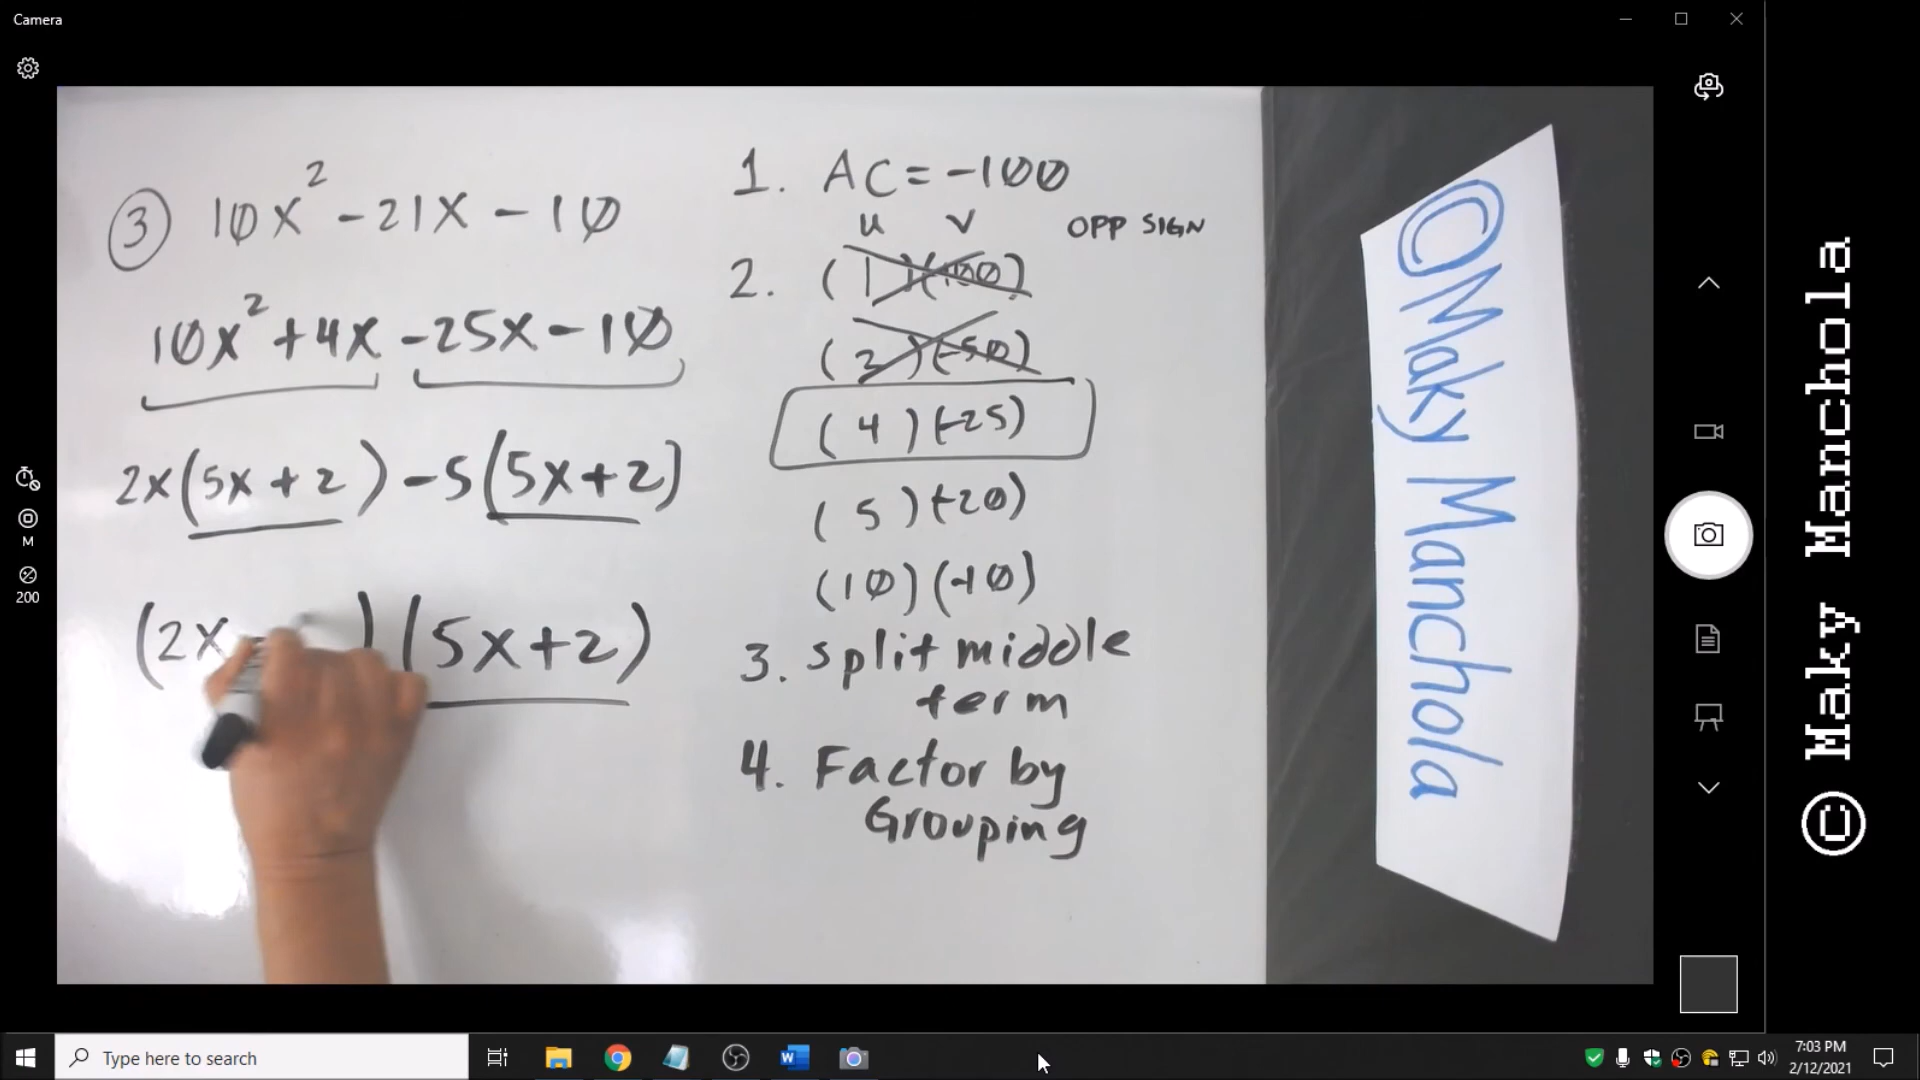 Camera
③ 10x² - 21x - 10
10x² + 4x - 25x - 10
2x(5x + 2) - 5(5x + 2)
(2x - ) (5x + 2)
1. AC = -100
u v OPP SIGN
2. (1)(-100)
(2)(-50)
(4)(-25)
(5)(-20)
(10)(-10)
3. split middle
term
4. Factor by
Grouping
© Maky Manchola
© Maky Manchola
M
200
Type here to search
7:03 PM
2/12/2021